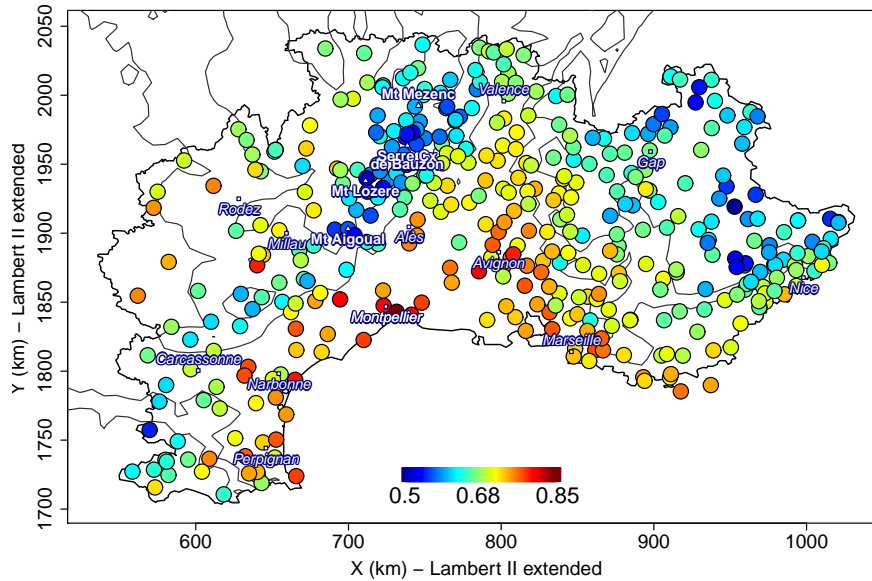 2050
2000
1950
1900
1850
1800
1750
1700
Y (km) − Lambert II extended
Valence
Mt Mezenc
Serre Cx
de Bauzon
Gap
Mt Lozere
Rodez
Mt Aigoual
Millau
Alès
Avignon
Nice
Montpellier
Marseille
Carcassonne
Narbonne
Perpignan
0.5 0.68 0.85
600 700 800 900 1000
X (km) − Lambert II extended